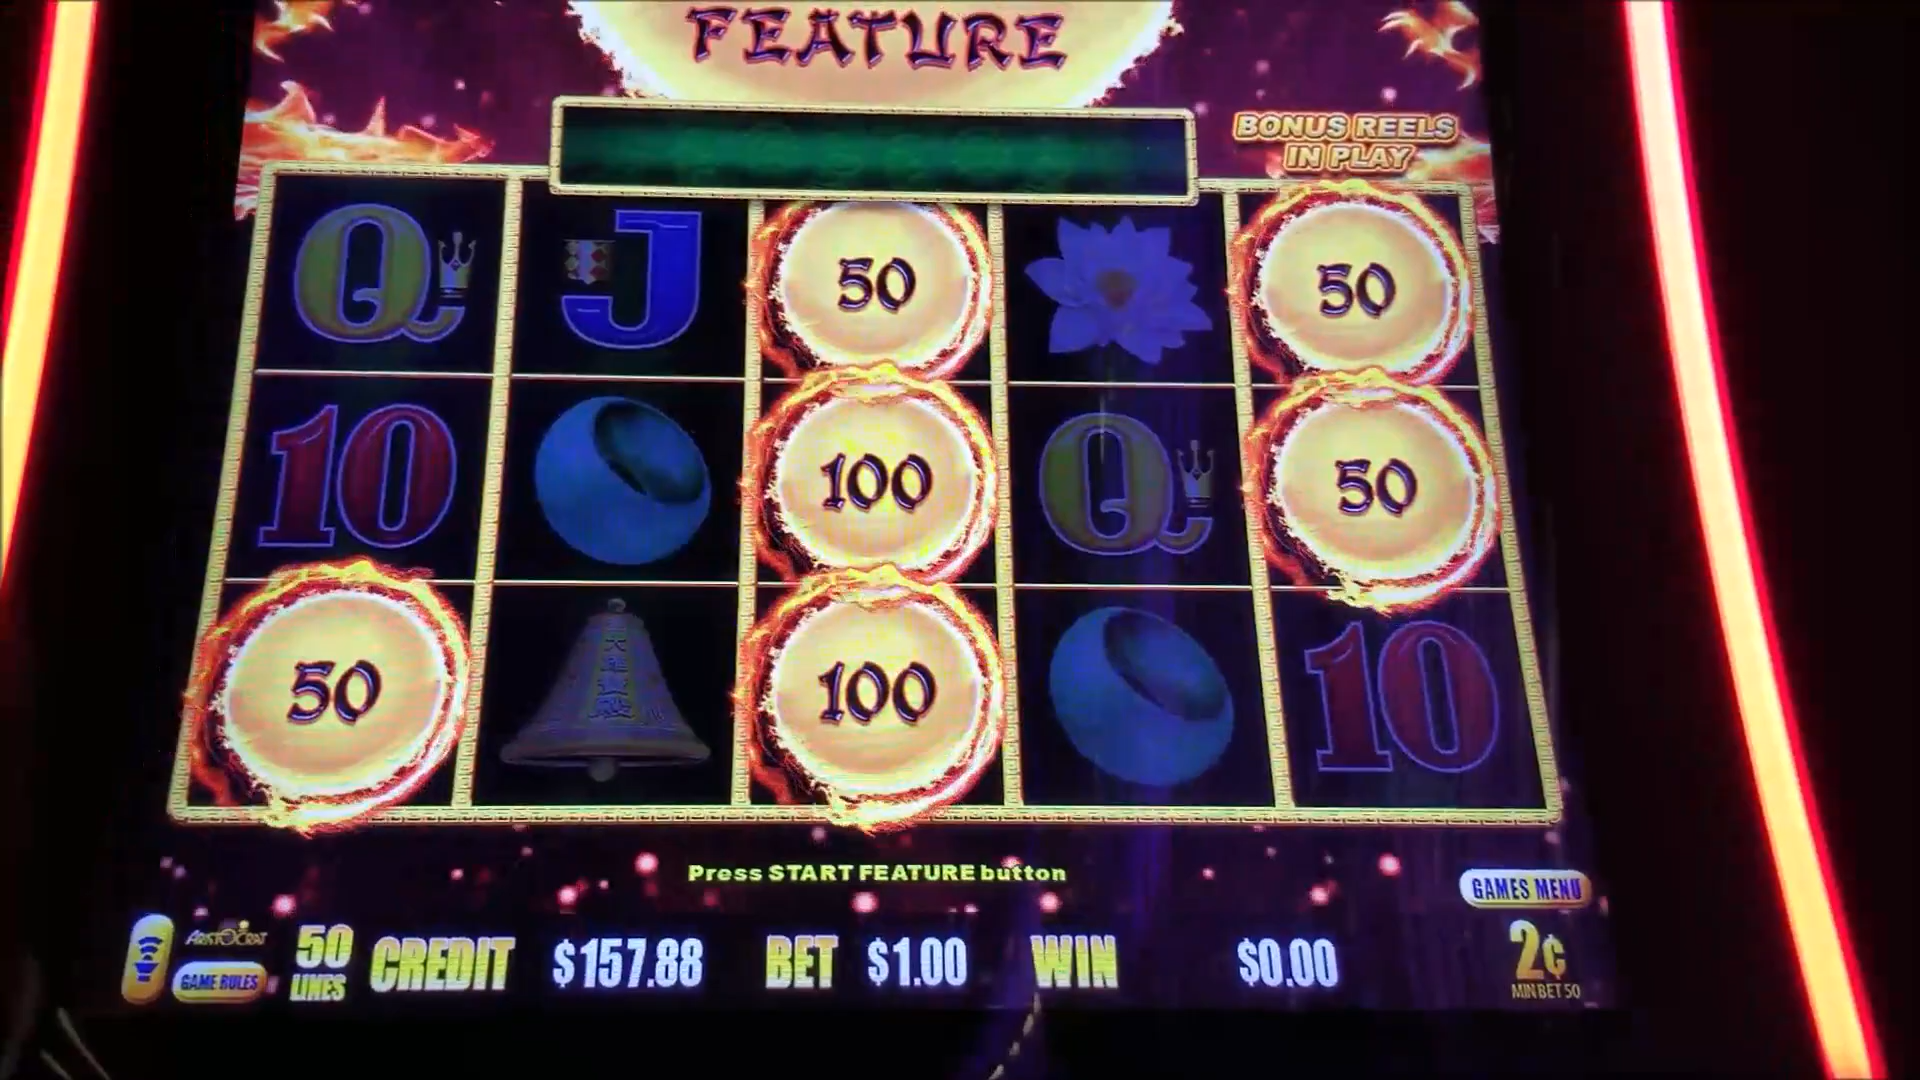 FEATURE
BONUS REELS
IN PLAY
Q
J
50
50
10
100
Q
50
50
100
10
Press START FEATURE button
GAMES MENU
ARISTOCRAT
GAME RULES
50
LINES
CREDIT $157.88
BET $1.00
WIN $0.00
2¢
MIN BET 50